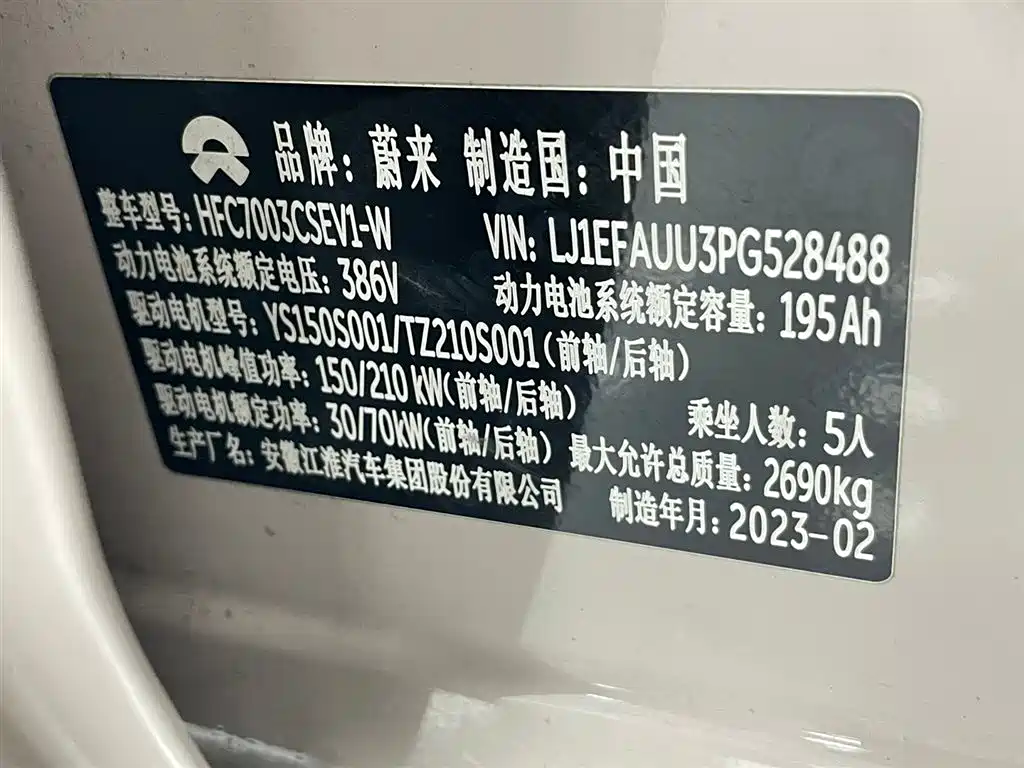 品牌：蔚来 制造国：中国
整车型号：HFC7003CSEV1-W VIN: LJ1EFAUU3PG528488
动力电池系统额定电压：386V 动力电池系统额定容量：195Ah
驱动电机型号：YS150S001/TZ210S001(前轴/后轴)
驱动电机峰值功率：150/210kW(前轴/后轴) 乘坐人数：5人
驱动电机额定功率：30/70kW(前轴/后轴) 最大允许总质量：2690kg
生产厂名：安徽江淮汽车集团股份有限公司 制造年月：2023-02